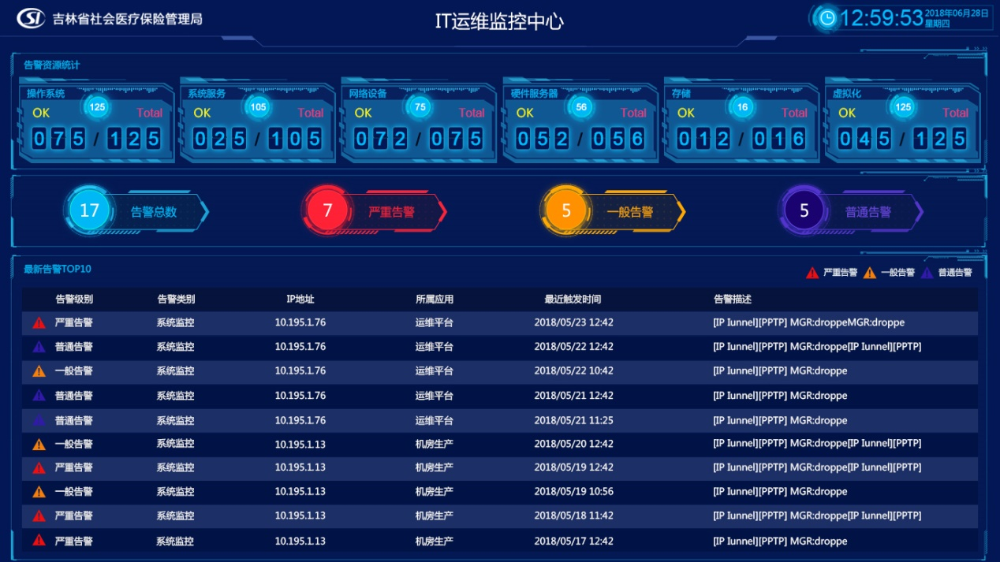 吉林省社会医疗保险管理局
IT运维监控中心
12:59:53 2018年06月28日
星期四
告警资源统计
操作系统 125 系统服务 105 网络设备 75 硬件服务器 56 存储 16 虚拟化 125
OK Total OK Total OK Total OK Total OK Total OK Total
075/125 025/105 072/075 052/056 012/016 045/125
17 告警总数 7 严重告警 5 一般告警 5 普通告警
最新告警TOP10
严重告警 一般告警 普通告警
告警级别 告警类别 IP地址 所属应用 最近触发时间 告警描述
严重告警 系统监控 10.195.1.76 运维平台 2018/05/23 12:42 [IP Iunnel][PPTP] MGR:droppeMGR:droppe
普通告警 系统监控 10.195.1.76 运维平台 2018/05/22 12:42 [IP Iunnel][PPTP] MGR:droppe[IP Iunnel][PPTP]
一般告警 系统监控 10.195.1.76 运维平台 2018/05/22 10:42 [IP Iunnel][PPTP] MGR:droppe
普通告警 系统监控 10.195.1.76 运维平台 2018/05/21 12:42 [IP Iunnel][PPTP] MGR:droppe
普通告警 系统监控 10.195.1.76 运维平台 2018/05/21 11:25 [IP Iunnel][PPTP] MGR:droppe
一般告警 系统监控 10.195.1.13 机房生产 2018/05/20 12:42 [IP Iunnel][PPTP] MGR:droppe[IP Iunnel][PPTP]
严重告警 系统监控 10.195.1.13 机房生产 2018/05/19 12:42 [IP Iunnel][PPTP] MGR:droppe[IP Iunnel][PPTP]
一般告警 系统监控 10.195.1.13 机房生产 2018/05/19 10:56 [IP Iunnel][PPTP] MGR:droppe
严重告警 系统监控 10.195.1.13 机房生产 2018/05/18 11:42 [IP Iunnel][PPTP] MGR:droppe[IP Iunnel][PPTP]
严重告警 系统监控 10.195.1.13 机房生产 2018/05/17 12:42 [IP Iunnel][PPTP] MGR:droppe